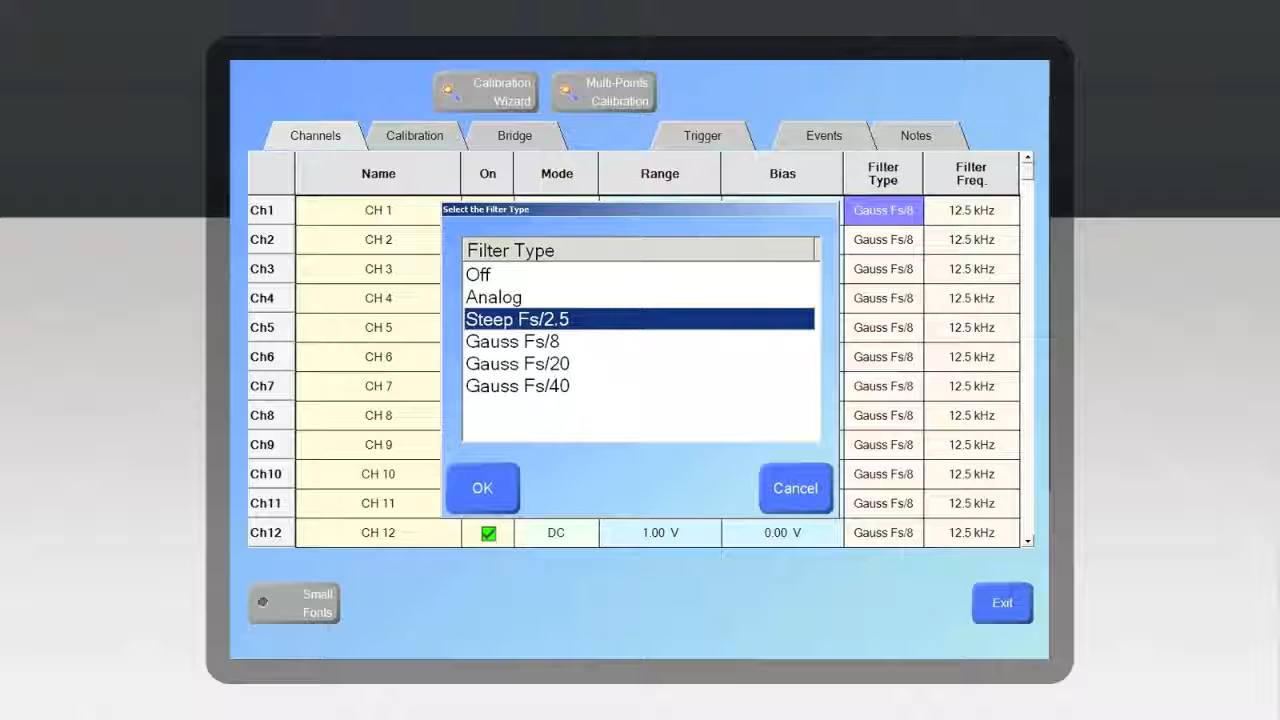 Calibration
Wizard
Multi-Points
Calibration
Channels
Calibration
Bridge
Trigger
Events
Notes
Name
On
Mode
Range
Bias
Filter
Type
Filter
Freq.
Ch1
CH 1
Gauss Fs/8
12.5 kHz
Ch2
CH 2
Gauss Fs/8
12.5 kHz
Ch3
CH 3
Gauss Fs/8
12.5 kHz
Ch4
CH 4
Gauss Fs/8
12.5 kHz
Ch5
CH 5
Gauss Fs/8
12.5 kHz
Ch6
CH 6
Gauss Fs/8
12.5 kHz
Ch7
CH 7
Gauss Fs/8
12.5 kHz
Ch8
CH 8
Gauss Fs/8
12.5 kHz
Ch9
CH 9
Gauss Fs/8
12.5 kHz
Ch10
CH 10
Gauss Fs/8
12.5 kHz
Ch11
CH 11
Gauss Fs/8
12.5 kHz
Ch12
CH 12
DC
1.00 V
0.00 V
Gauss Fs/8
12.5 kHz
Select the Filter Type
Filter Type
Off
Analog
Steep Fs/2.5
Gauss Fs/8
Gauss Fs/20
Gauss Fs/40
OK
Cancel
Small
Fonts
Exit